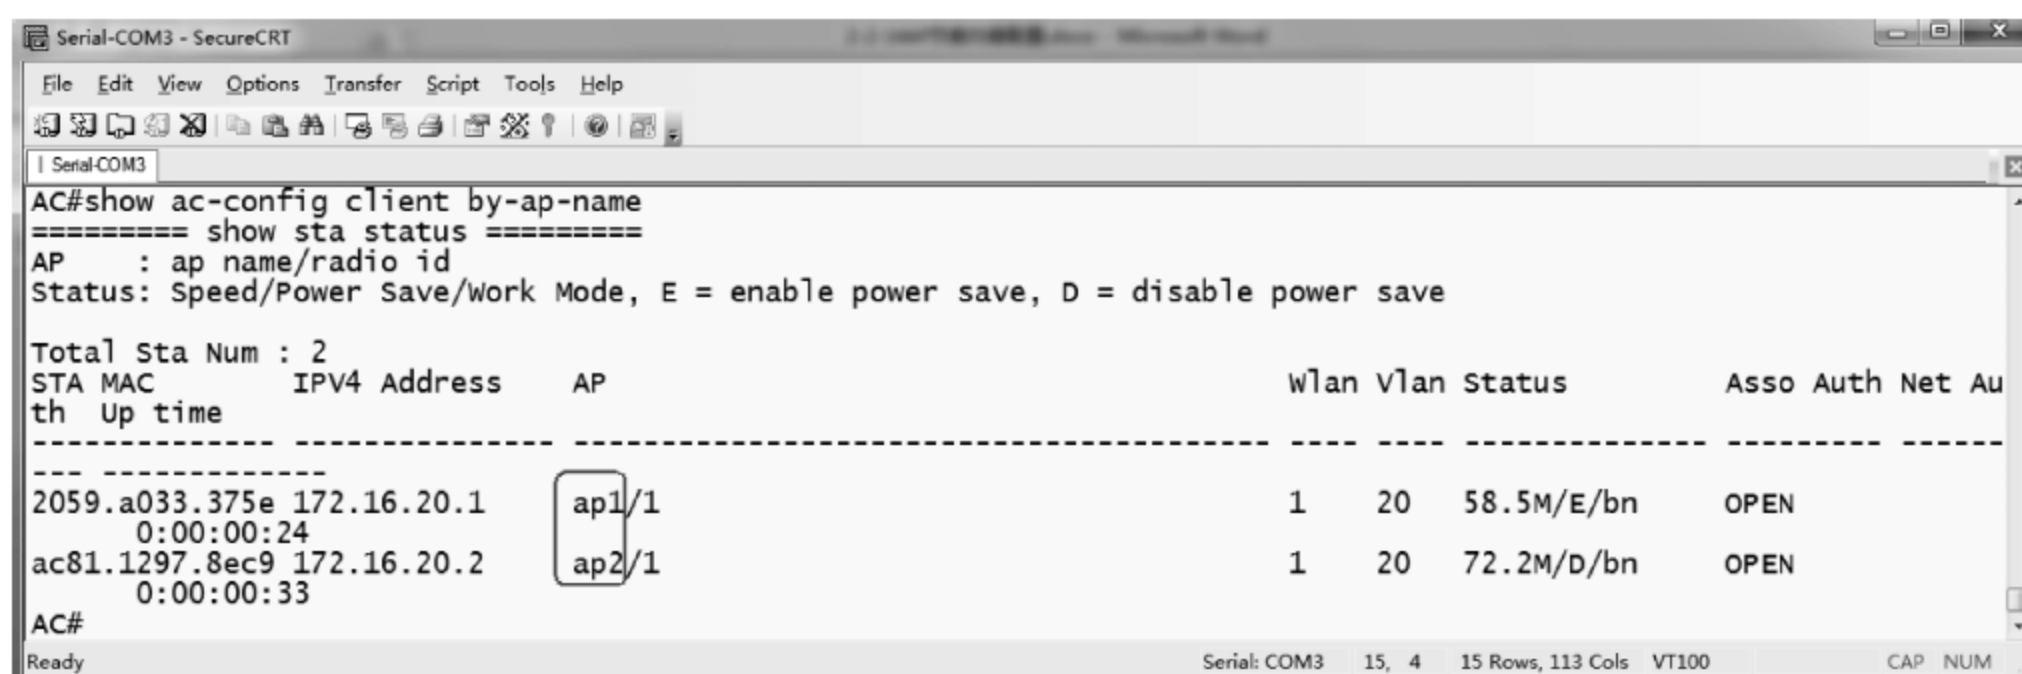 Serial-COM3 - SecureCRT
File Edit View Options Transfer Script Tools Help
Serial-COM3
AC#show ac-config client by-ap-name
========= show sta status =========
AP    : ap name/radio id
Status: Speed/Power Save/Work Mode, E = enable power save, D = disable power save
Total Sta Num : 2
STA MAC        IPV4 Address    AP                                       Wlan Vlan Status         Asso Auth Net Au
th  Up time
-------------- --------------- ---------------------------------------- ---- ---- -------------- --------- ------
--- -------------
2059.a033.375e 172.16.20.1     ap1/1                                    1    20   58.5M/E/bn     OPEN
      0:00:00:24
ac81.1297.8ec9 172.16.20.2     ap2/1                                    1    20   72.2M/D/bn     OPEN
      0:00:00:33
AC#
Ready Serial: COM3 15, 4 15 Rows, 113 Cols VT100 CAP NUM